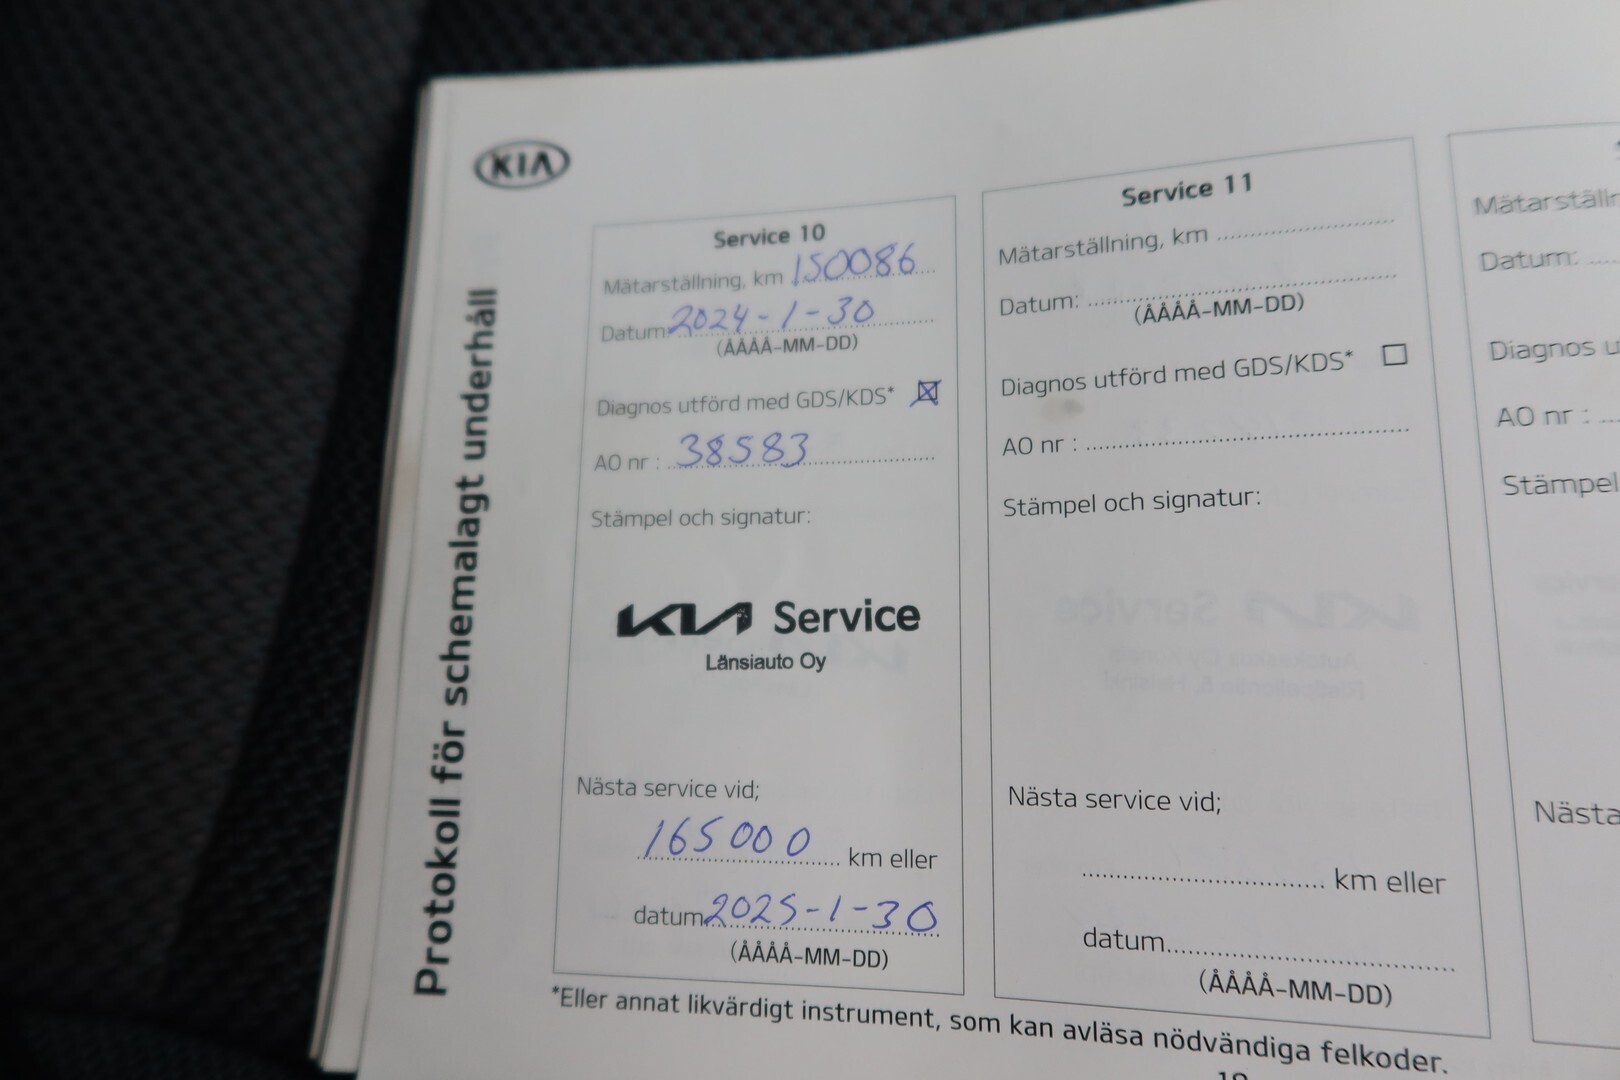 KIA
Protokoll för schemalagt underhåll
Service 10
Mätarställning, km 150086
Datum: 2024-1-30
(ÅÅÅÅ-MM-DD)
Diagnos utförd med GDS/KDS* ☒
AO nr : 38583
Stämpel och signatur:
KIA Service
Länsiauto Oy
Nästa service vid;
165000 km eller
datum 2025-1-30
(ÅÅÅÅ-MM-DD)
Service 11
Mätarställning, km
Datum:
(ÅÅÅÅ-MM-DD)
Diagnos utförd med GDS/KDS* ☐
AO nr :
Stämpel och signatur:
Nästa service vid;
km eller
datum
(ÅÅÅÅ-MM-DD)
Datum:
Diagnos
AO nr :
Stämpel
Nästa
*Eller annat likvärdigt instrument, som kan avläsa nödvändiga felkoder.